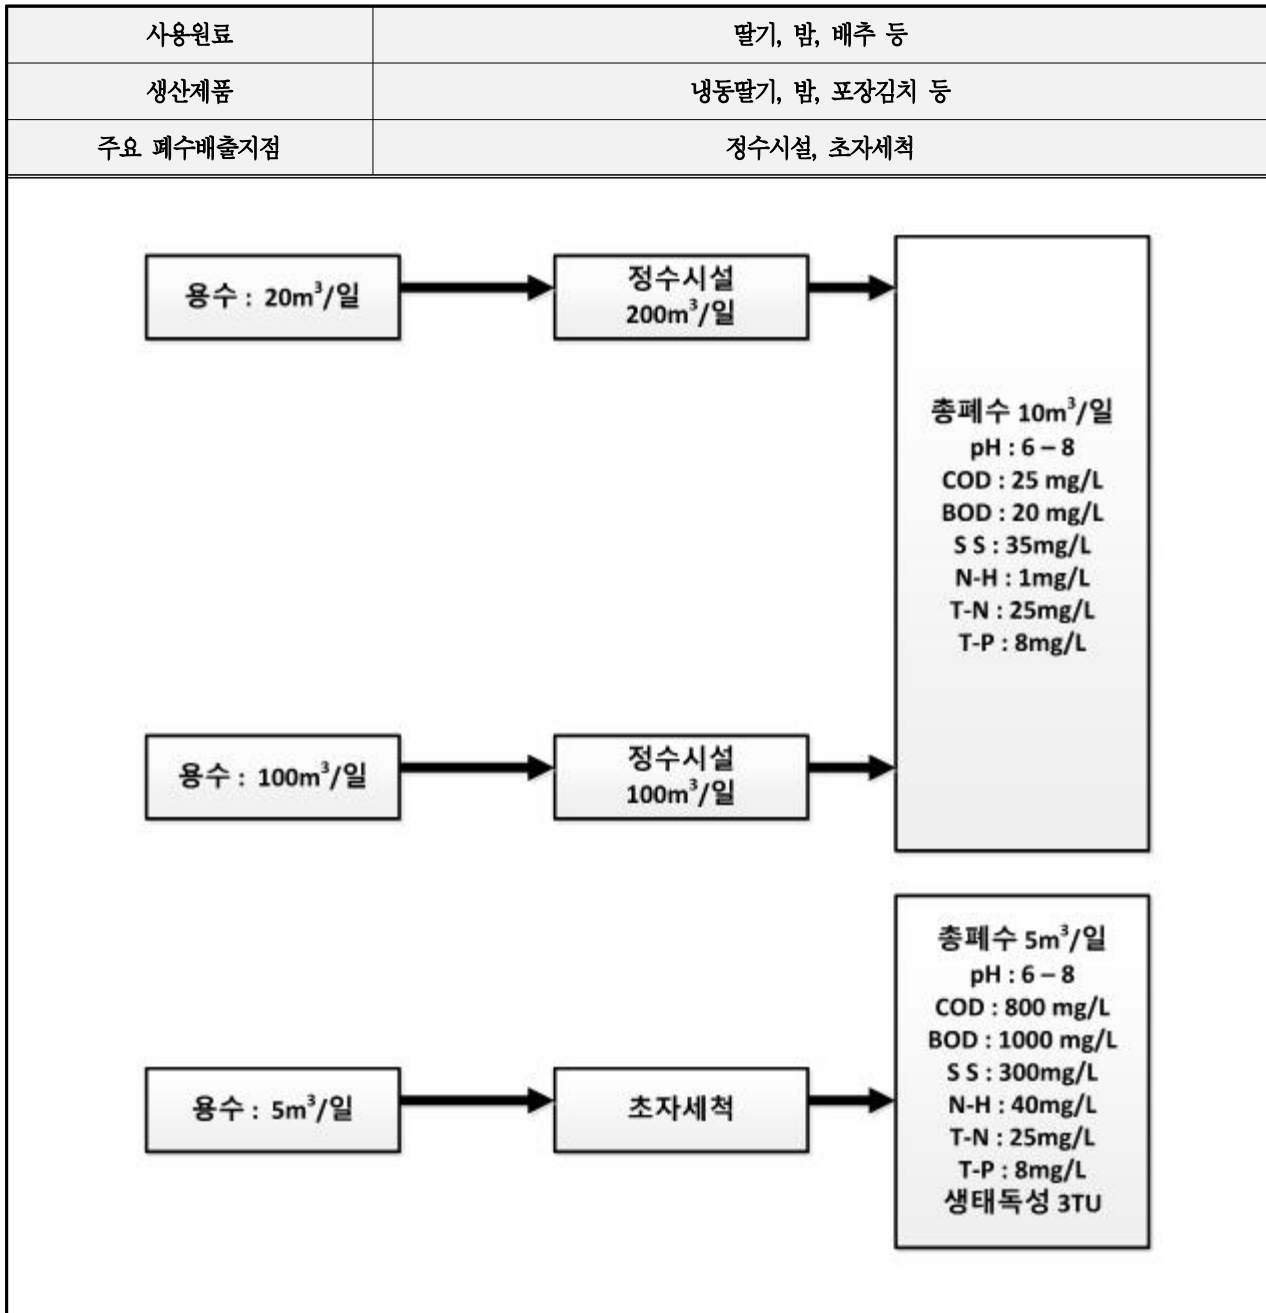 사용원료 딸기, 밤, 배추 등
생산제품 냉동딸기, 밤, 포장김치 등
주요 폐수배출지점 정수시설, 초자세척
용수 : 20m³/일
정수시설
200m³/일
총폐수 10m³/일
pH : 6 – 8
COD : 25 mg/L
BOD : 20 mg/L
S S : 35mg/L
N-H : 1mg/L
T-N : 25mg/L
T-P : 8mg/L
용수 : 100m³/일
정수시설
100m³/일
용수 : 5m³/일
초자세척
총폐수 5m³/일
pH : 6 – 8
COD : 800 mg/L
BOD : 1000 mg/L
S S : 300mg/L
N-H : 40mg/L
T-N : 25mg/L
T-P : 8mg/L
생태독성 3TU